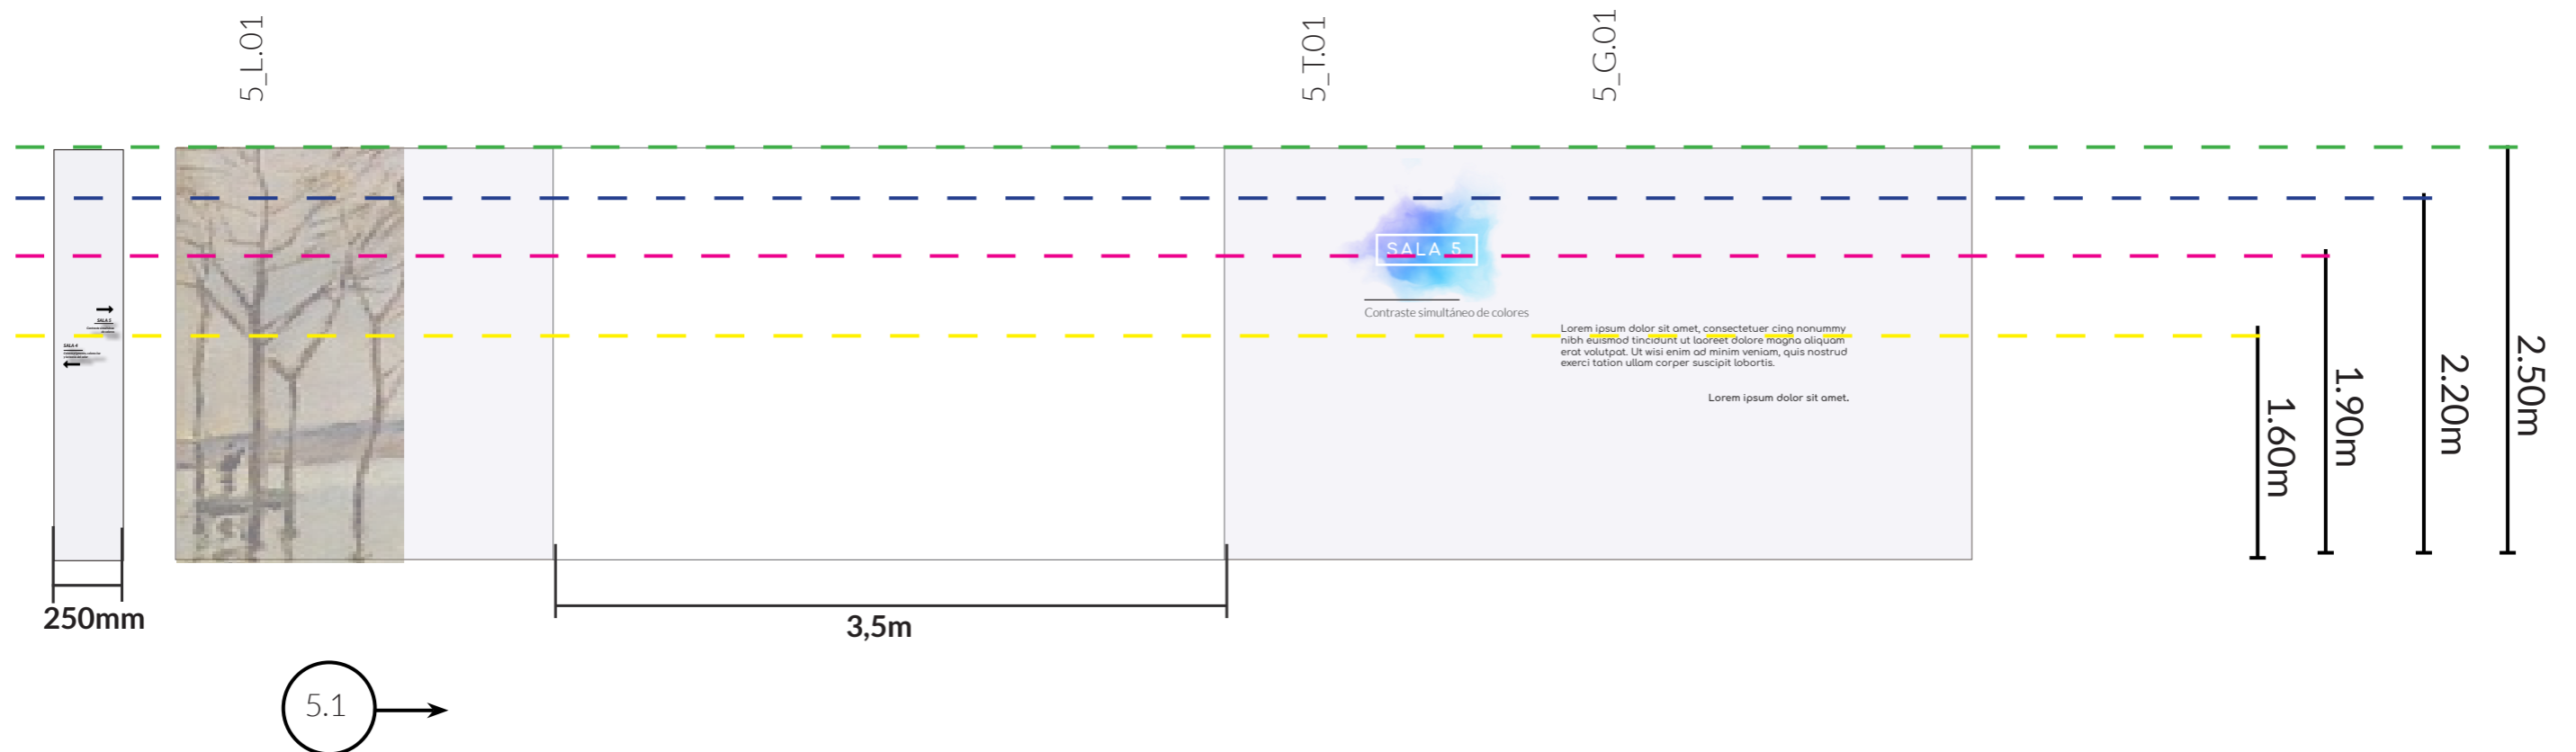 5_L.01
5_T.01
5_G.01
SALA 5
Contraste simultáneo de colores
Lorem ipsum dolor sit amet, consectetuer cing nonummy
nibh euismod tincidunt ut laoreet dolore magna aliquam
erat volutpat. Ut wisi enim ad minim veniam, quis nostrud
exerci tation ullam corper suscipit lobortis.
Lorem ipsum dolor sit amet.
SALA 4
1.60m
1.90m
2.20m
2.50m
250mm
3,5m
5.1